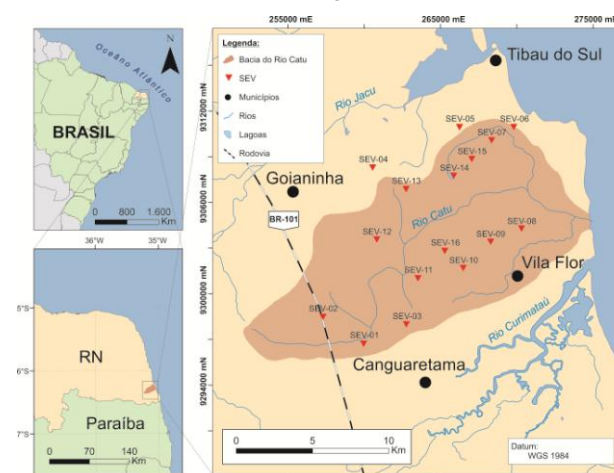 Oceano Atlântico
N
BRASIL
0 800 1.600
Km
36°W 35°W
5°S
6°S
7°S
RN
Paraíba
0 70 140
Km
255000 mE 265000 mE 275000 mE
9312000 mN
9306000 mN
9300000 mN
9294000 mN
Legenda:
Bacia do Rio Catu
SEV
Municípios
Rios
Lagoas
Rodovia
Tibau do Sul
Rio Jacu
SEV-05
SEV-06
SEV-07
SEV-15
SEV-04
SEV-14
SEV-13
Goianinha
Rio Catu
BR-101
SEV-12
SEV-08
SEV-09
SEV-16
SEV-10
SEV-11
Vila Flor
SEV-02
SEV-03
SEV-01
Rio Curimataú
Canguaretama
0 5 10
Km
Datum:
WGS 1984